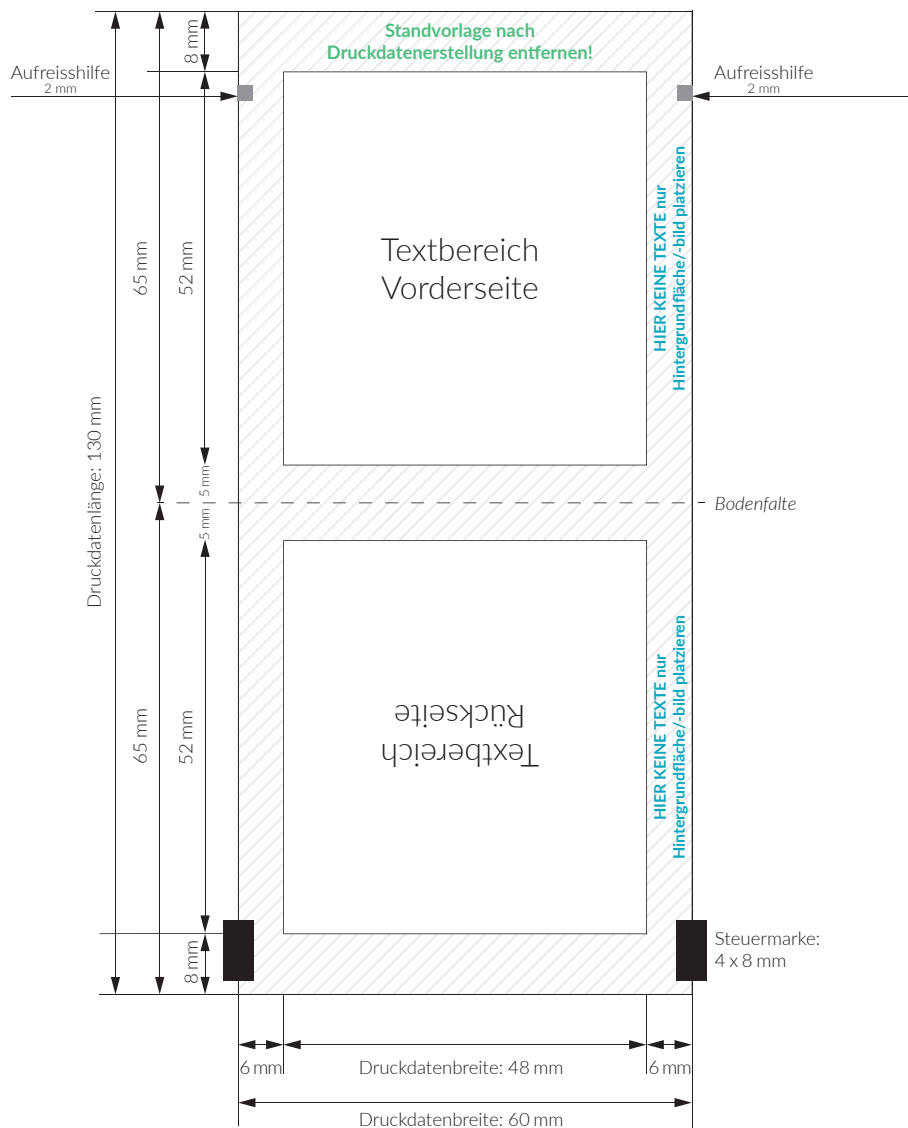 Standvorlage nach
Druckdatenerstellung entfernen!
8 mm
Aufreisshilfe
2 mm
Aufreisshilfe
2 mm
HIER KEINE TEXTE nur
Hintergrundfläche/-bild platzieren
Textbereich
Vorderseite
65 mm
52 mm
Druckdatenlänge: 130 mm
5 mm
5 mm
Bodenfalte
HIER KEINE TEXTE nur
Hintergrundfläche/-bild platzieren
Textbereich
Rückseite
65 mm
52 mm
8 mm
Steuermarke:
4 x 8 mm
6 mm
Druckdatenbreite: 48 mm
6 mm
Druckdatenbreite: 60 mm